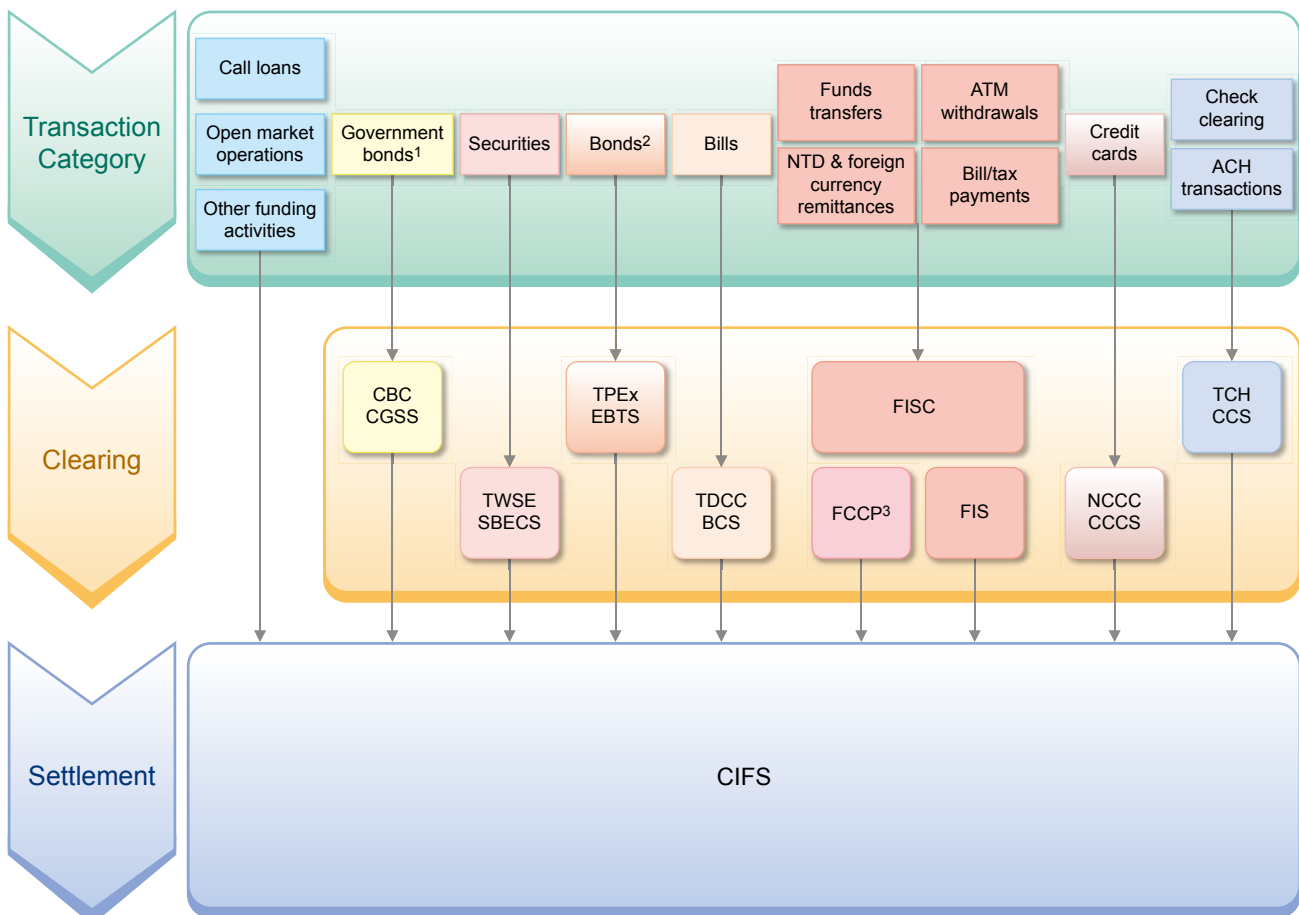 Transaction
Category
Call loans
Open market
operations
Other funding
activities
Government
bonds1
Securities
Bonds2
Bills
Funds
transfers
ATM
withdrawals
NTD & foreign
currency
remittances
Bill/tax
payments
Credit
cards
Check
clearing
ACH
transactions
Clearing
CBC
CGSS
TWSE
SBECS
TPEx
EBTS
TDCC
BCS
FISC
FCCP3
FIS
NCCC
CCCS
TCH
CCS
Settlement
CIFS